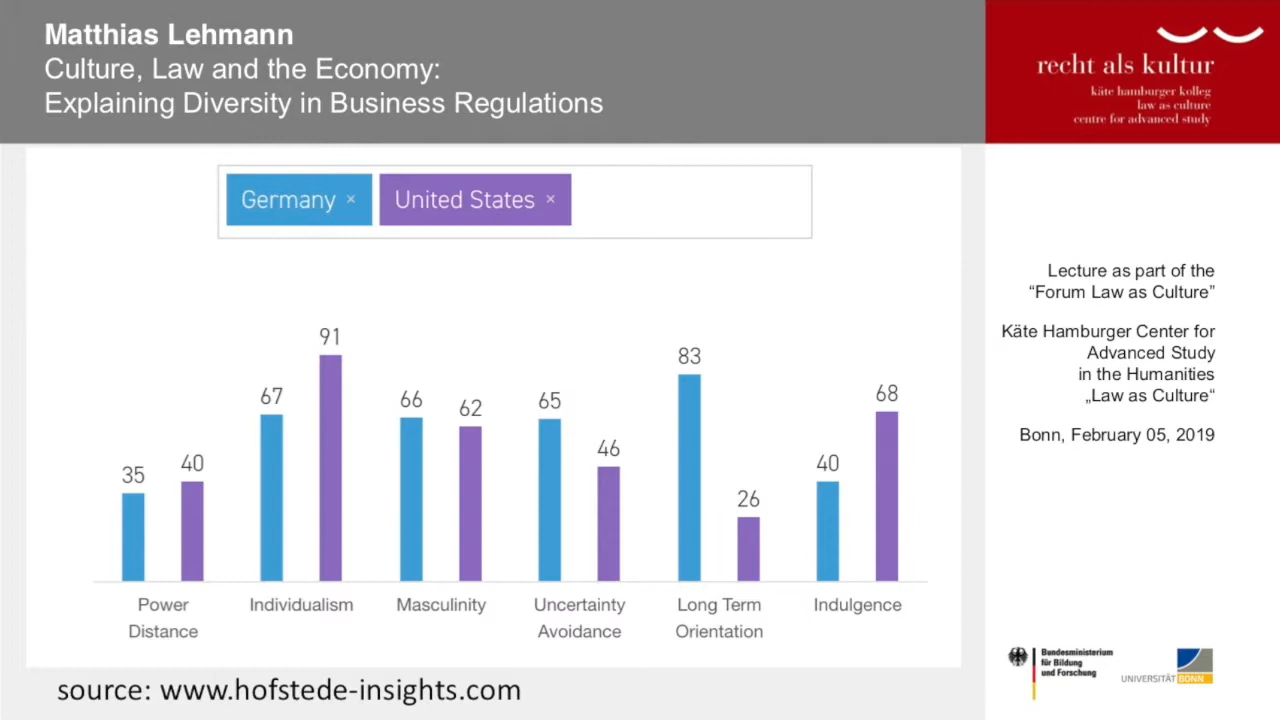 Matthias Lehmann
Culture, Law and the Economy:
Explaining Diversity in Business Regulations
recht als kultur
käte hamburger kolleg
law as culture
centre for advanced study
Germany ×
United States ×
35
40
67
91
66
62
65
46
83
26
40
68
Power
Distance
Individualism
Masculinity
Uncertainty
Avoidance
Long Term
Orientation
Indulgence
source: www.hofstede-insights.com
Lecture as part of the
“Forum Law as Culture”
Käte Hamburger Center for
Advanced Study
in the Humanities
„Law as Culture“
Bonn, February 05, 2019
Bundesministerium
für Bildung
und Forschung
UNIVERSITÄT BONN